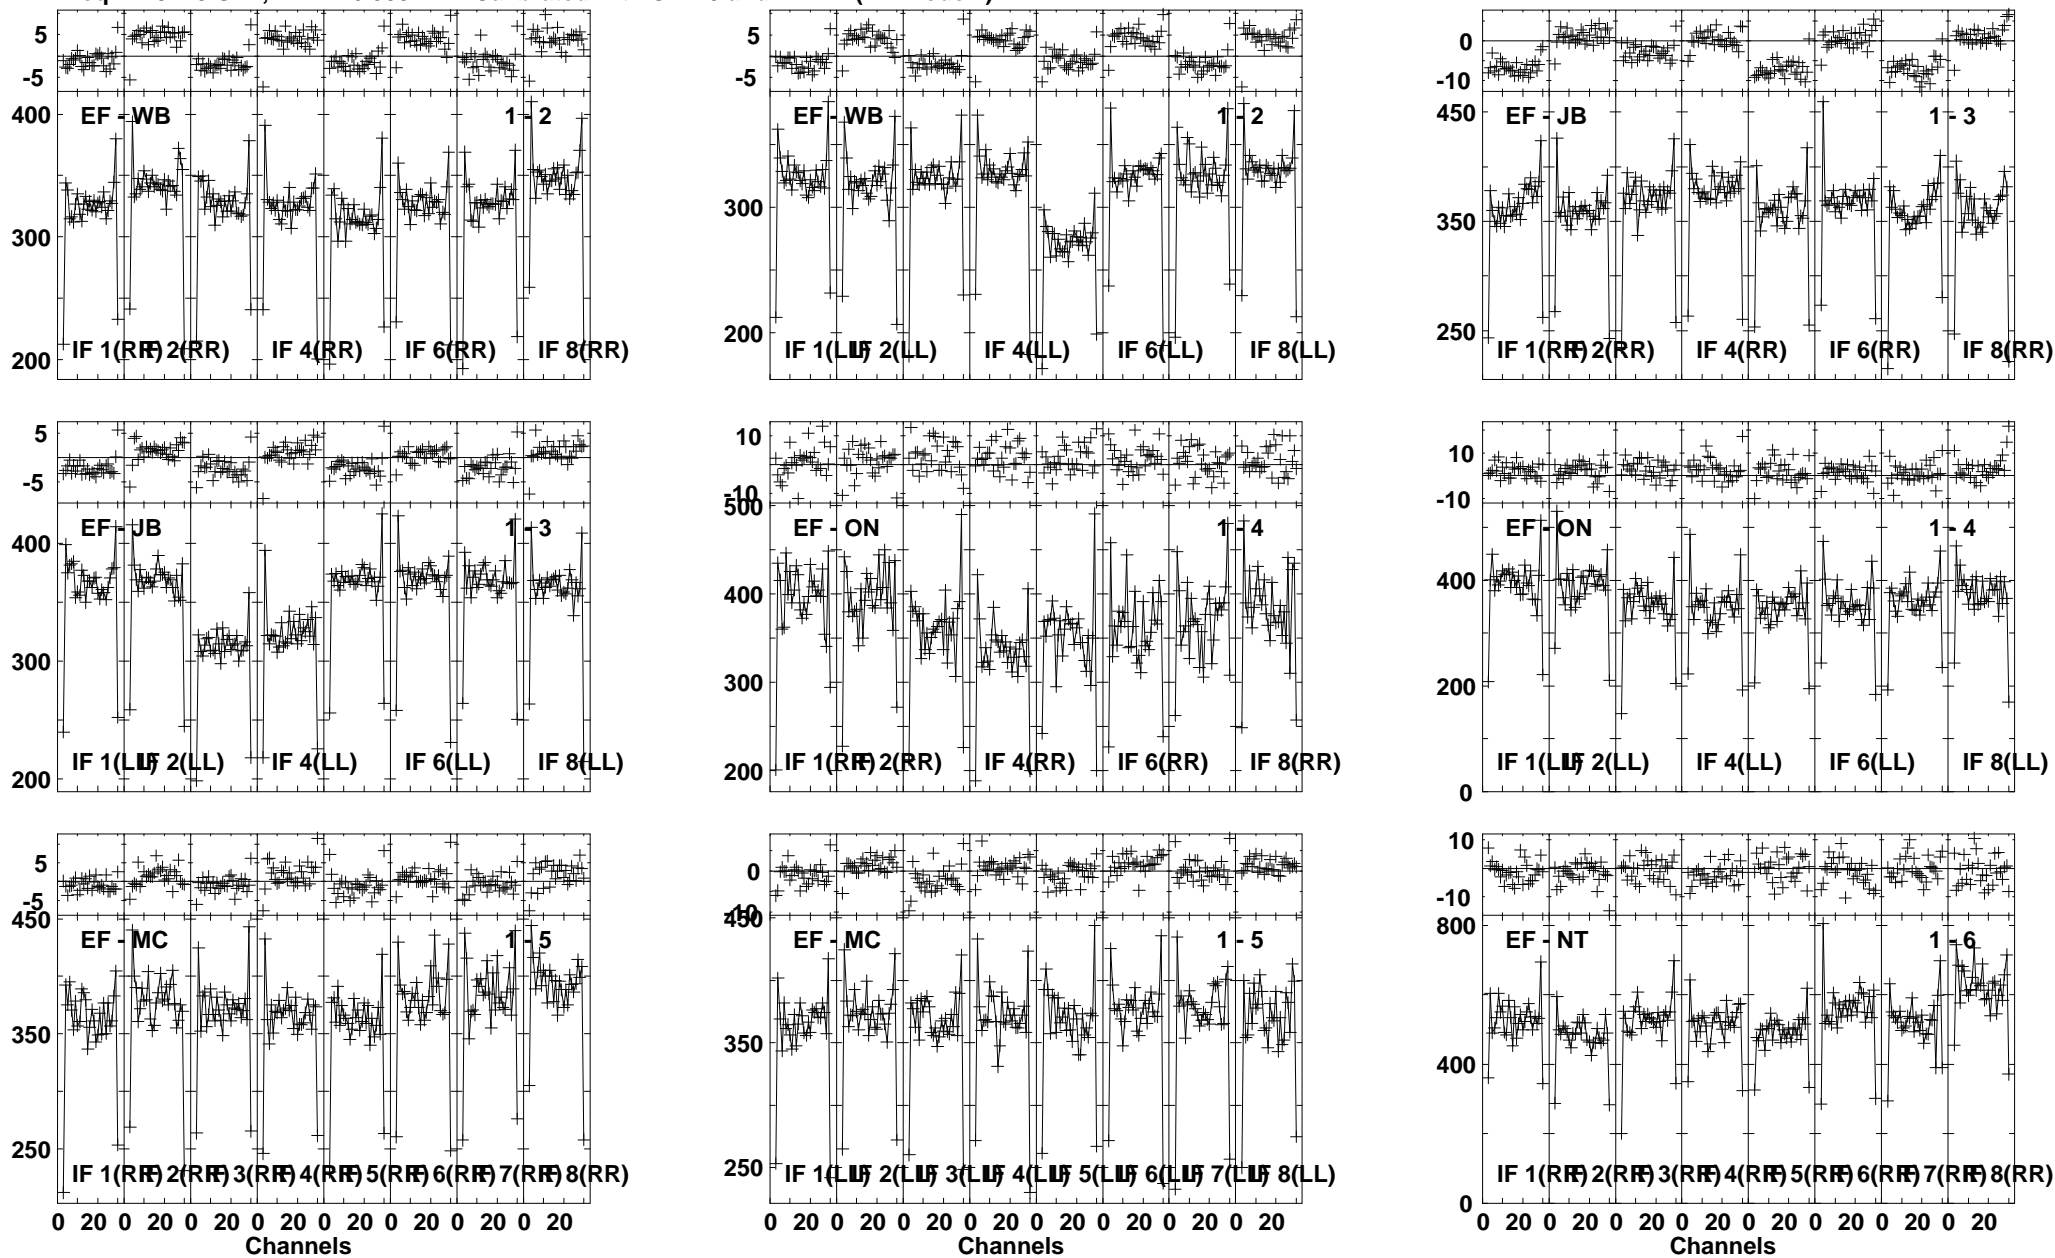 5
-5
400
300
200
EF - WB
1 - 2
IF 1(RR)
IF 2(RR)
IF 4(RR)
IF 6(RR)
IF 8(RR)
5
-5
300
200
EF - WB
1 - 2
IF 1(LL)
IF 2(LL)
IF 4(LL)
IF 6(LL)
IF 8(LL)
0
-10
450
350
250
EF - JB
1 - 3
IF 1(RR)
IF 2(RR)
IF 4(RR)
IF 6(RR)
IF 8(RR)
5
-5
400
300
200
EF - JB
1 - 3
IF 1(LL)
IF 2(LL)
IF 4(LL)
IF 6(LL)
IF 8(LL)
10
-10
500
400
300
200
EF - ON
1 - 4
IF 1(RR)
IF 2(RR)
IF 4(RR)
IF 6(RR)
IF 8(RR)
10
-10
400
200
0
EF - ON
1 - 4
IF 1(LL)
IF 2(LL)
IF 4(LL)
IF 6(LL)
IF 8(LL)
5
-5
450
350
250
EF - MC
1 - 5
IF 1(RR)
IF 2(RR)
IF 3(RR)
IF 4(RR)
IF 5(RR)
IF 6(RR)
IF 7(RR)
IF 8(RR)
0 20 0 20 0 20 0 20 0 20 0 20 0 20 0 20
Channels
0
-10
450
350
250
EF - MC
1 - 5
IF 1(LL)
IF 2(LL)
IF 3(LL)
IF 4(LL)
IF 5(LL)
IF 6(LL)
IF 7(LL)
IF 8(LL)
0 20 0 20 0 20 0 20 0 20 0 20 0 20 0 20
Channels
10
-10
800
400
0
EF - NT
1 - 6
IF 1(RR)
IF 2(RR)
IF 3(RR)
IF 4(RR)
IF 5(RR)
IF 6(RR)
IF 7(RR)
IF 8(RR)
0 20 0 20 0 20 0 20 0 20 0 20 0 20 0 20
Channels